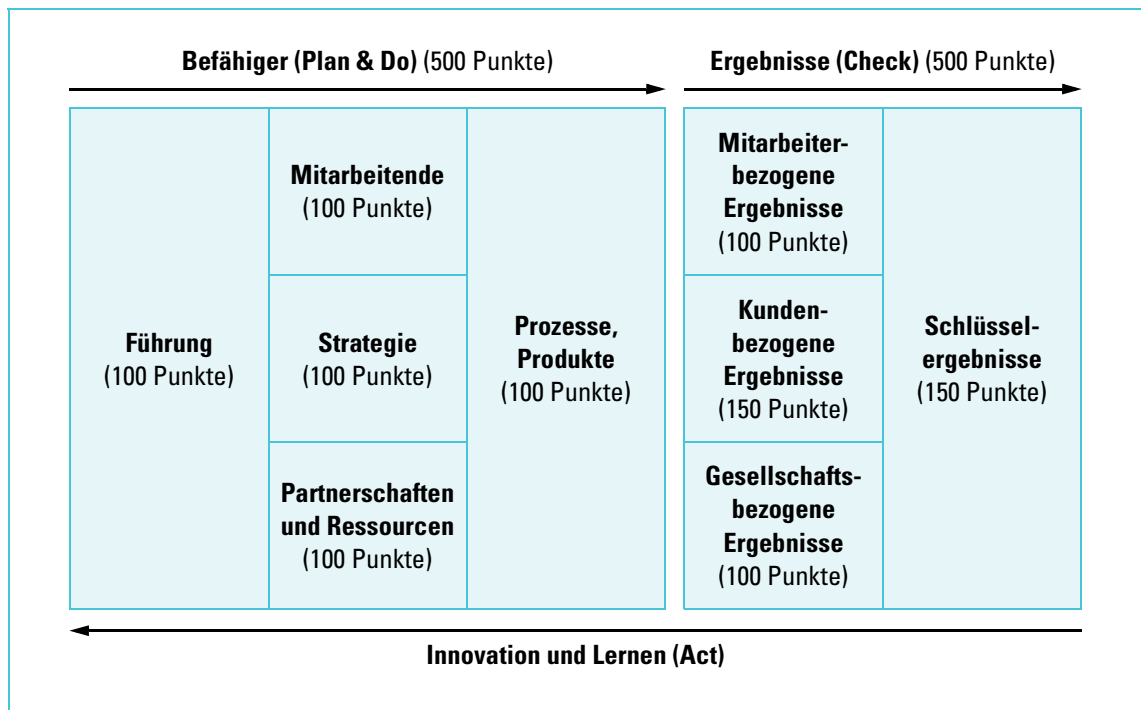 Befähiger (Plan & Do) (500 Punkte)
Ergebnisse (Check) (500 Punkte)
Führung
(100 Punkte)
Mitarbeitende
(100 Punkte)
Strategie
(100 Punkte)
Partnerschaften
und Ressourcen
(100 Punkte)
Prozesse,
Produkte
(100 Punkte)
Mitarbeiter-
bezogene
Ergebnisse
(100 Punkte)
Kunden-
bezogene
Ergebnisse
(150 Punkte)
Gesellschafts-
bezogene
Ergebnisse
(100 Punkte)
Schlüssel-
ergebnisse
(150 Punkte)
Innovation und Lernen (Act)